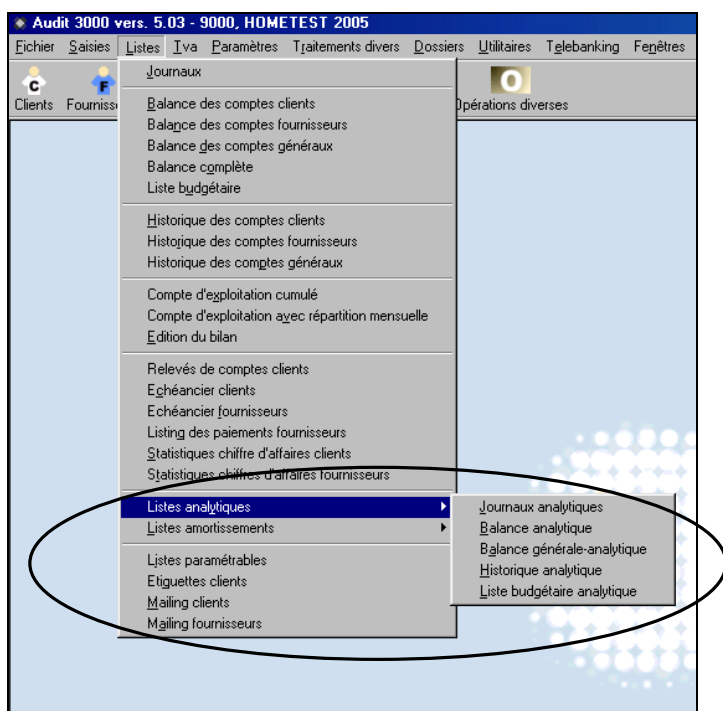 Audit 3000 vers. 5.03 - 9000, HOMETEST 2005
Fichier Saisies Listes Tva Paramètres Traitements divers Dossiers Utilitaires Telebanking Fenêtres
C F O
Clients Fourniss Opérations diverses
Journaux
Balance des comptes clients
Balance des comptes fournisseurs
Balance des comptes généraux
Balance complète
Liste budgétaire
Historique des comptes clients
Historique des comptes fournisseurs
Historique des comptes généraux
Compte d'exploitation cumulé
Compte d'exploitation avec répartition mensuelle
Edition du bilan
Relevés de comptes clients
Echéancier clients
Echéancier fournisseurs
Listing des paiements fournisseurs
Statistiques chiffre d'affaires clients
Statistiques chiffres d'affaires fournisseurs
Listes analytiques
Listes amortissements
Listes paramétrables
Etiquettes clients
Mailing clients
Mailing fournisseurs
Journaux analytiques
Balance analytique
Balance générale-analytique
Historique analytique
Liste budgétaire analytique